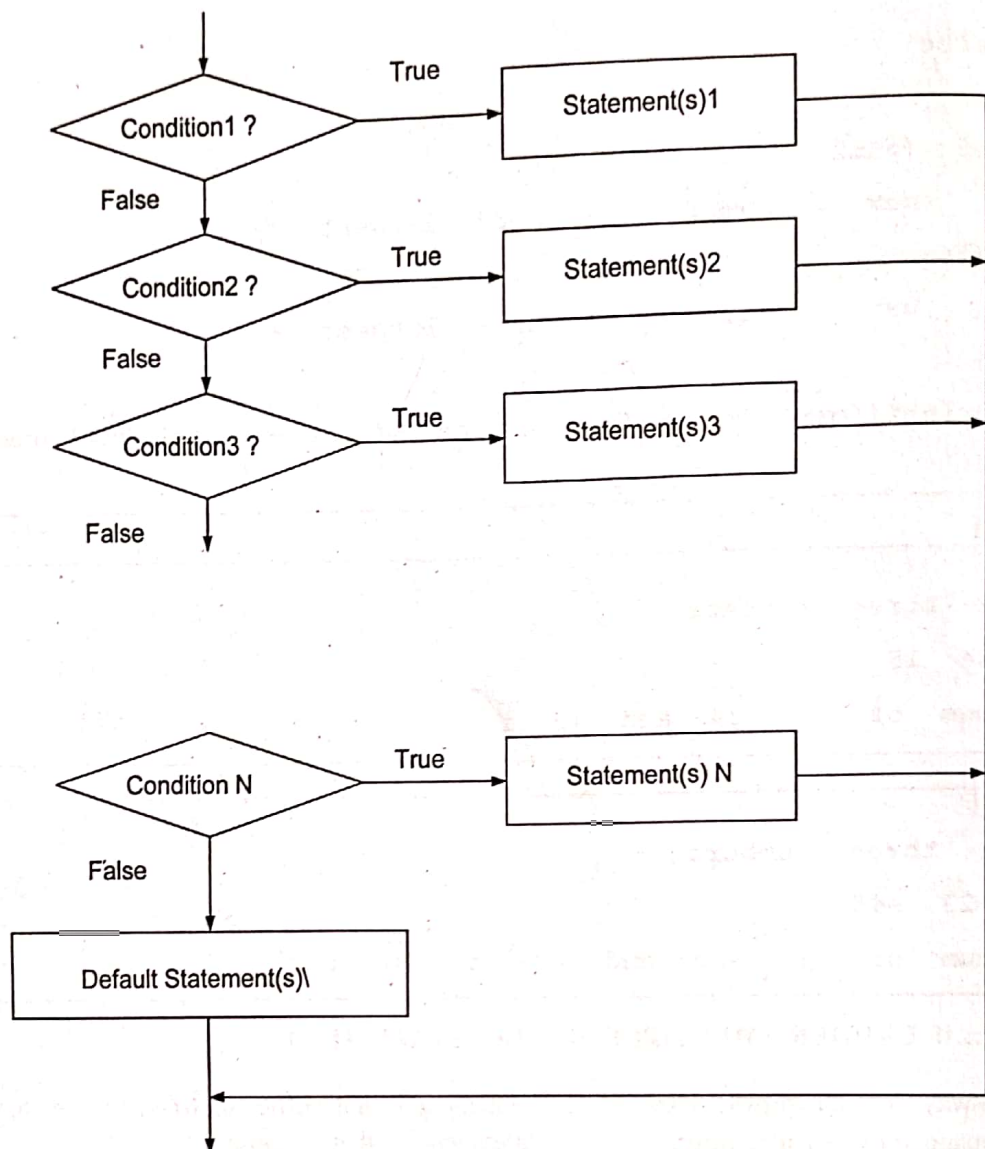 True
Condition1 ?
Statement(s)1
False
True
Condition2 ?
Statement(s)2
False
True
Condition3 ?
Statement(s)3
False
True
Condition N
Statement(s) N
False
Default Statement(s)\